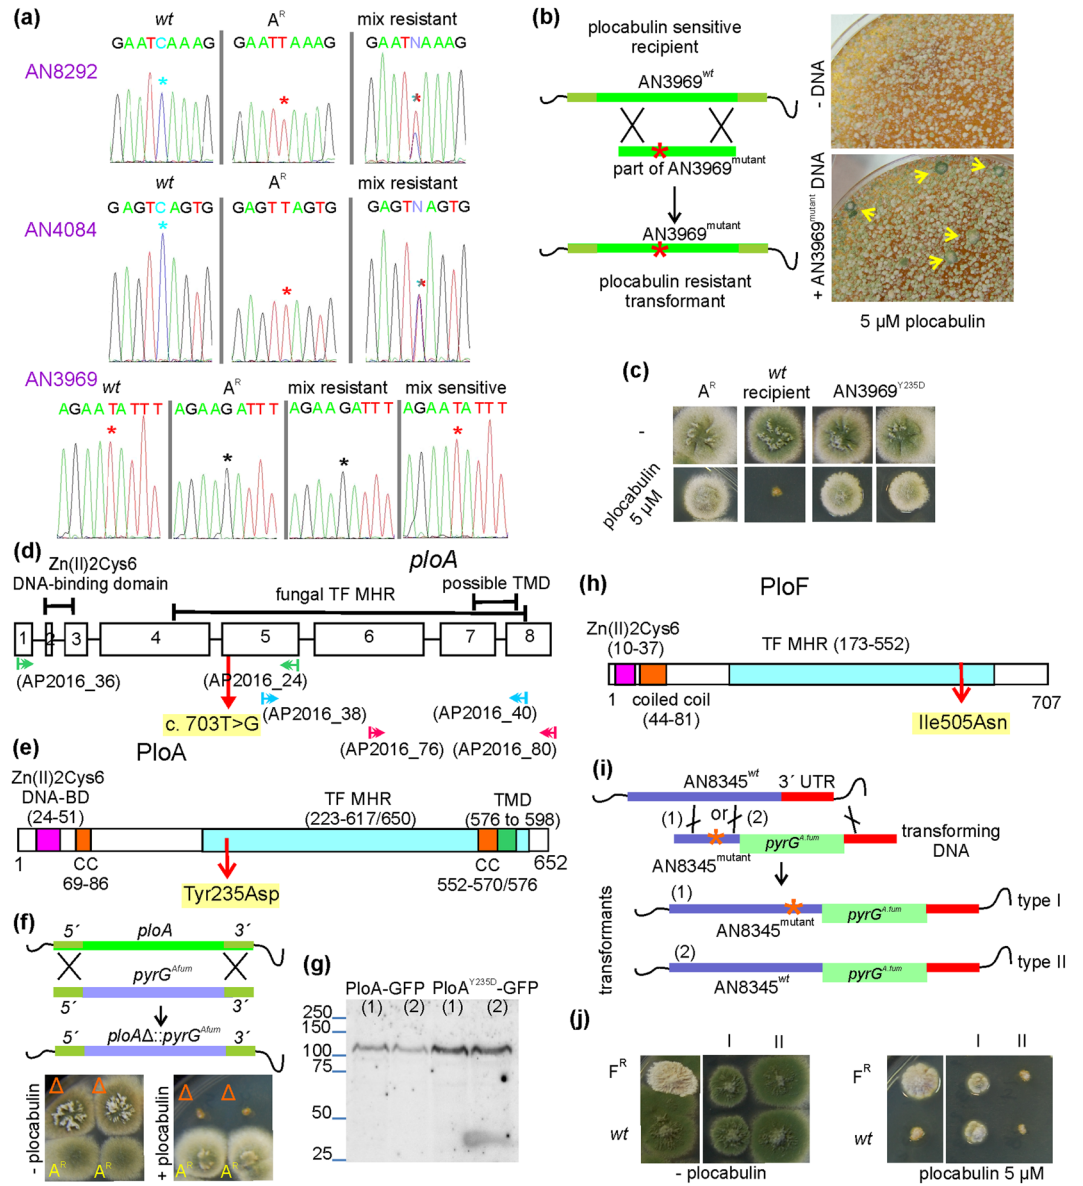 (a)
wt
A^R
mix resistant
GAATCAAAG
GAATTAAAG
GAATNAAAG
AN8292
*
*
*
wt
A^R
mix resistant
GAGTCAGTG
GAGTTAGTG
GAGTNAGTG
AN4084
*
*
*
AN3969
wt
A^R
mix resistant
mix sensitive
AGAATATTT
AGAAGATTT
AGAAGATTT
AGAATATTT
*
*
*
*
(b)
plocabulin sensitive
recipient
AN3969^wt
*
part of AN3969^mutant
AN3969^mutant
*
plocabulin resistant
transformant
- DNA
+ AN3969^mutant DNA
5 µM plocabulin
(c)
A^R
wt
recipient
AN3969^Y235D
-
plocabulin
5 µM
(d)
ploA
Zn(II)2Cys6
DNA-binding domain
fungal TF MHR
possible TMD
1
2
3
4
5
6
7
8
(AP2016_36)
(AP2016_24)
(AP2016_38)
(AP2016_40)
(AP2016_76)
(AP2016_80)
c. 703T>G
(e)
PloA
Zn(II)2Cys6
DNA-BD
(24-51)
TF MHR
(223-617/650)
TMD
(576 to 598)
1
CC
69-86
CC
552-570/576
652
Tyr235Asp
(f)
5´
ploA
3´
pyrG^Afum
5´
3´
5´
ploAΔ::pyrG^Afum
3´
- plocabulin
Δ
Δ
A^R
A^R
+ plocabulin
Δ
Δ
A^R
A^R
(g)
PloA-GFP
PloA^Y235D-GFP
(1)
(2)
(1)
(2)
250
150
100
75
50
25
(h)
PloF
Zn(II)2Cys6
(10-37)
TF MHR (173-552)
1
coiled coil
(44-81)
707
Ile505Asn
(i)
AN8345^wt
3´ UTR
(1)
or
(2)
*
pyrG^A.fum
AN8345^mutant
transforming
DNA
transformants
(1)
*
AN8345^mutant
pyrG^A.fum
type I
(2)
AN8345^wt
pyrG^A.fum
type II
(j)
I
II
F^R
wt
- plocabulin
I
II
F^R
wt
plocabulin 5 µM